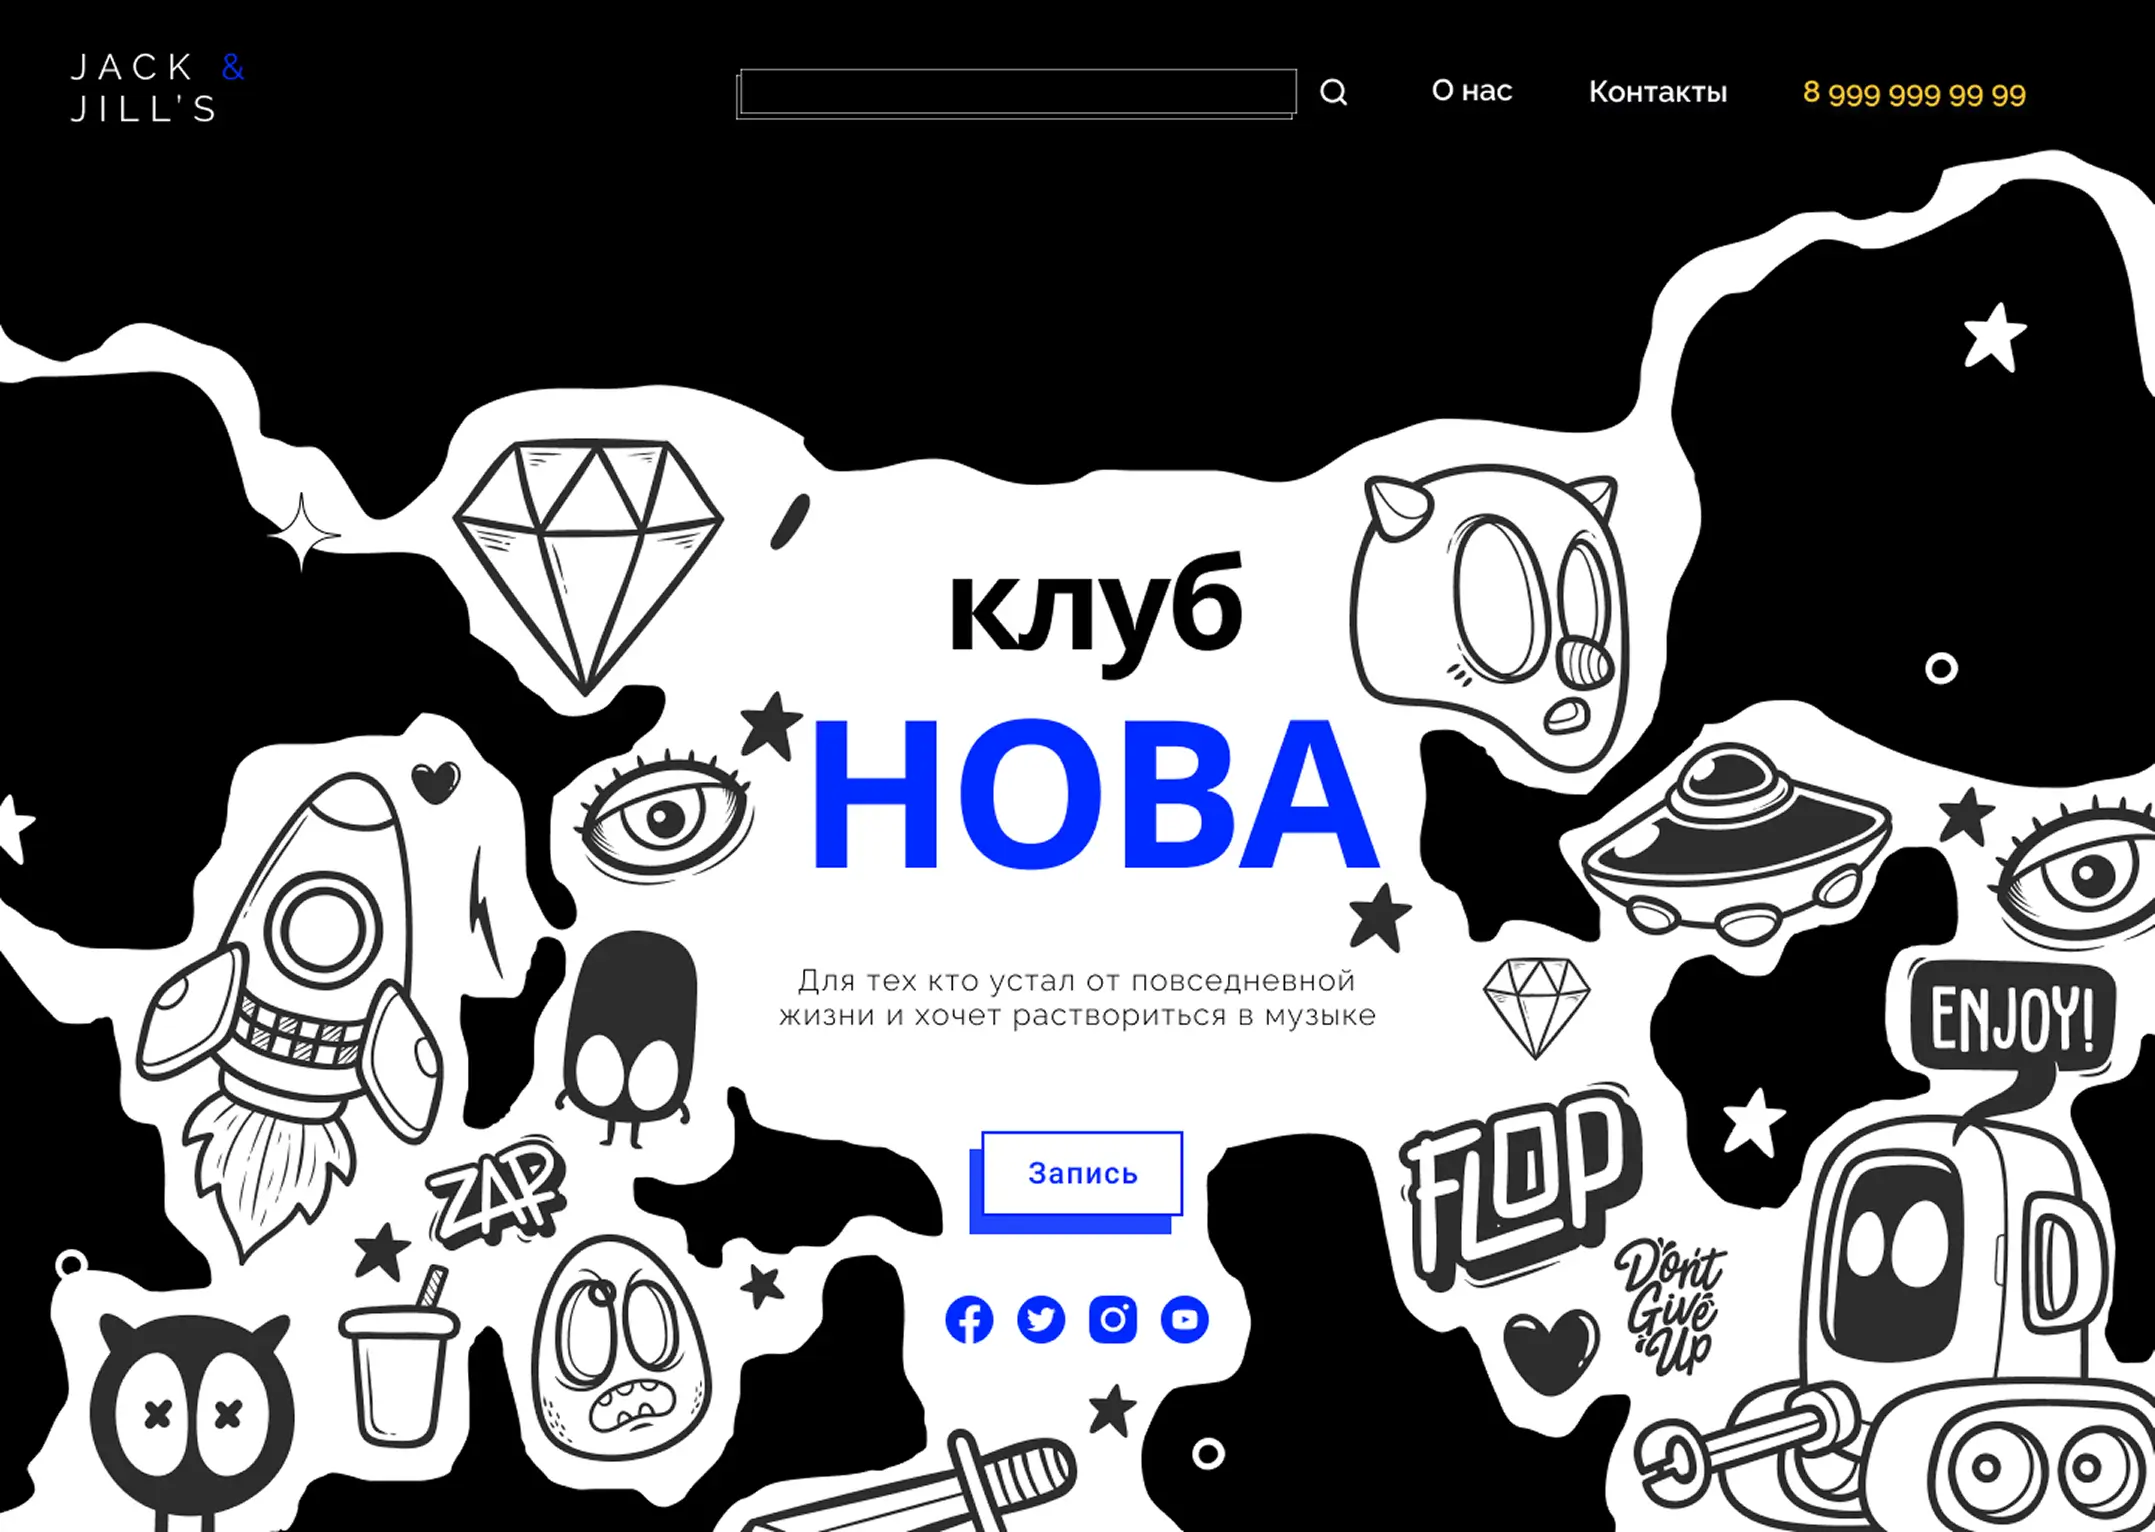 JACK &
JILL'S
О нас
Контакты
8 999 999 99 99
клуб
НОВА
Для тех кто устал от повседневной
жизни и хочет раствориться в музыке
Запись
ENJOY!
ZAP
FLOP
Don't
Give
Up